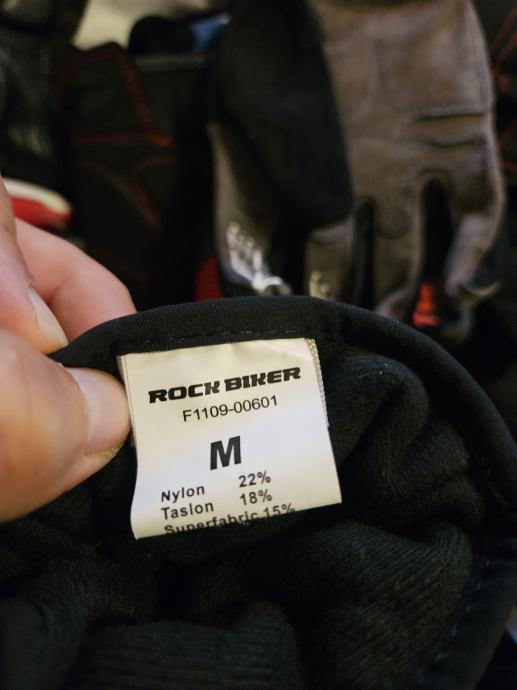 ROCK BIKER
F1109-00601
M
Nylon 22%
Taslon 18%
Superfabric 15%